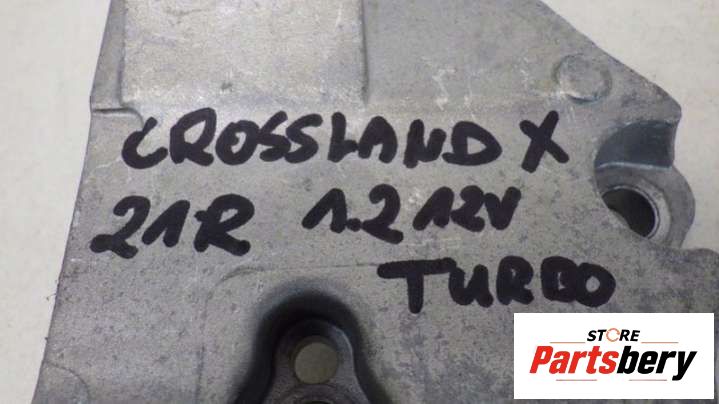 CROSSLAND X
21R 1.2 12V
TURBO
STORE
Partsbery